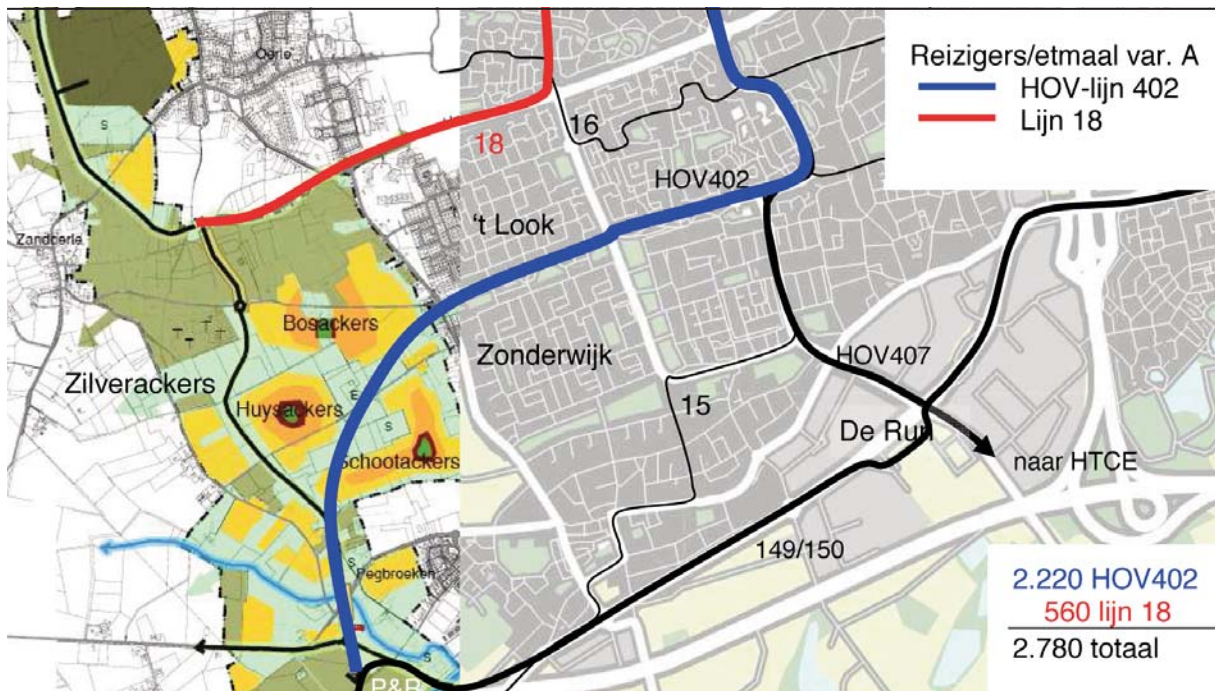 Reizigers/etmaal var. A
HOV-lijn 402
Lijn 18
Oerle
16
18
HOV402
't Look
Zandoerle
Bosackers
Zonderwijk
HOV407
Zilverackers
Huysackers
15
De Run
Schootackers
naar HTCE
149/150
Pegbroeken
2.220 HOV402
560 lijn 18
2.780 totaal
P&R
S
S
E
S
S
S
S